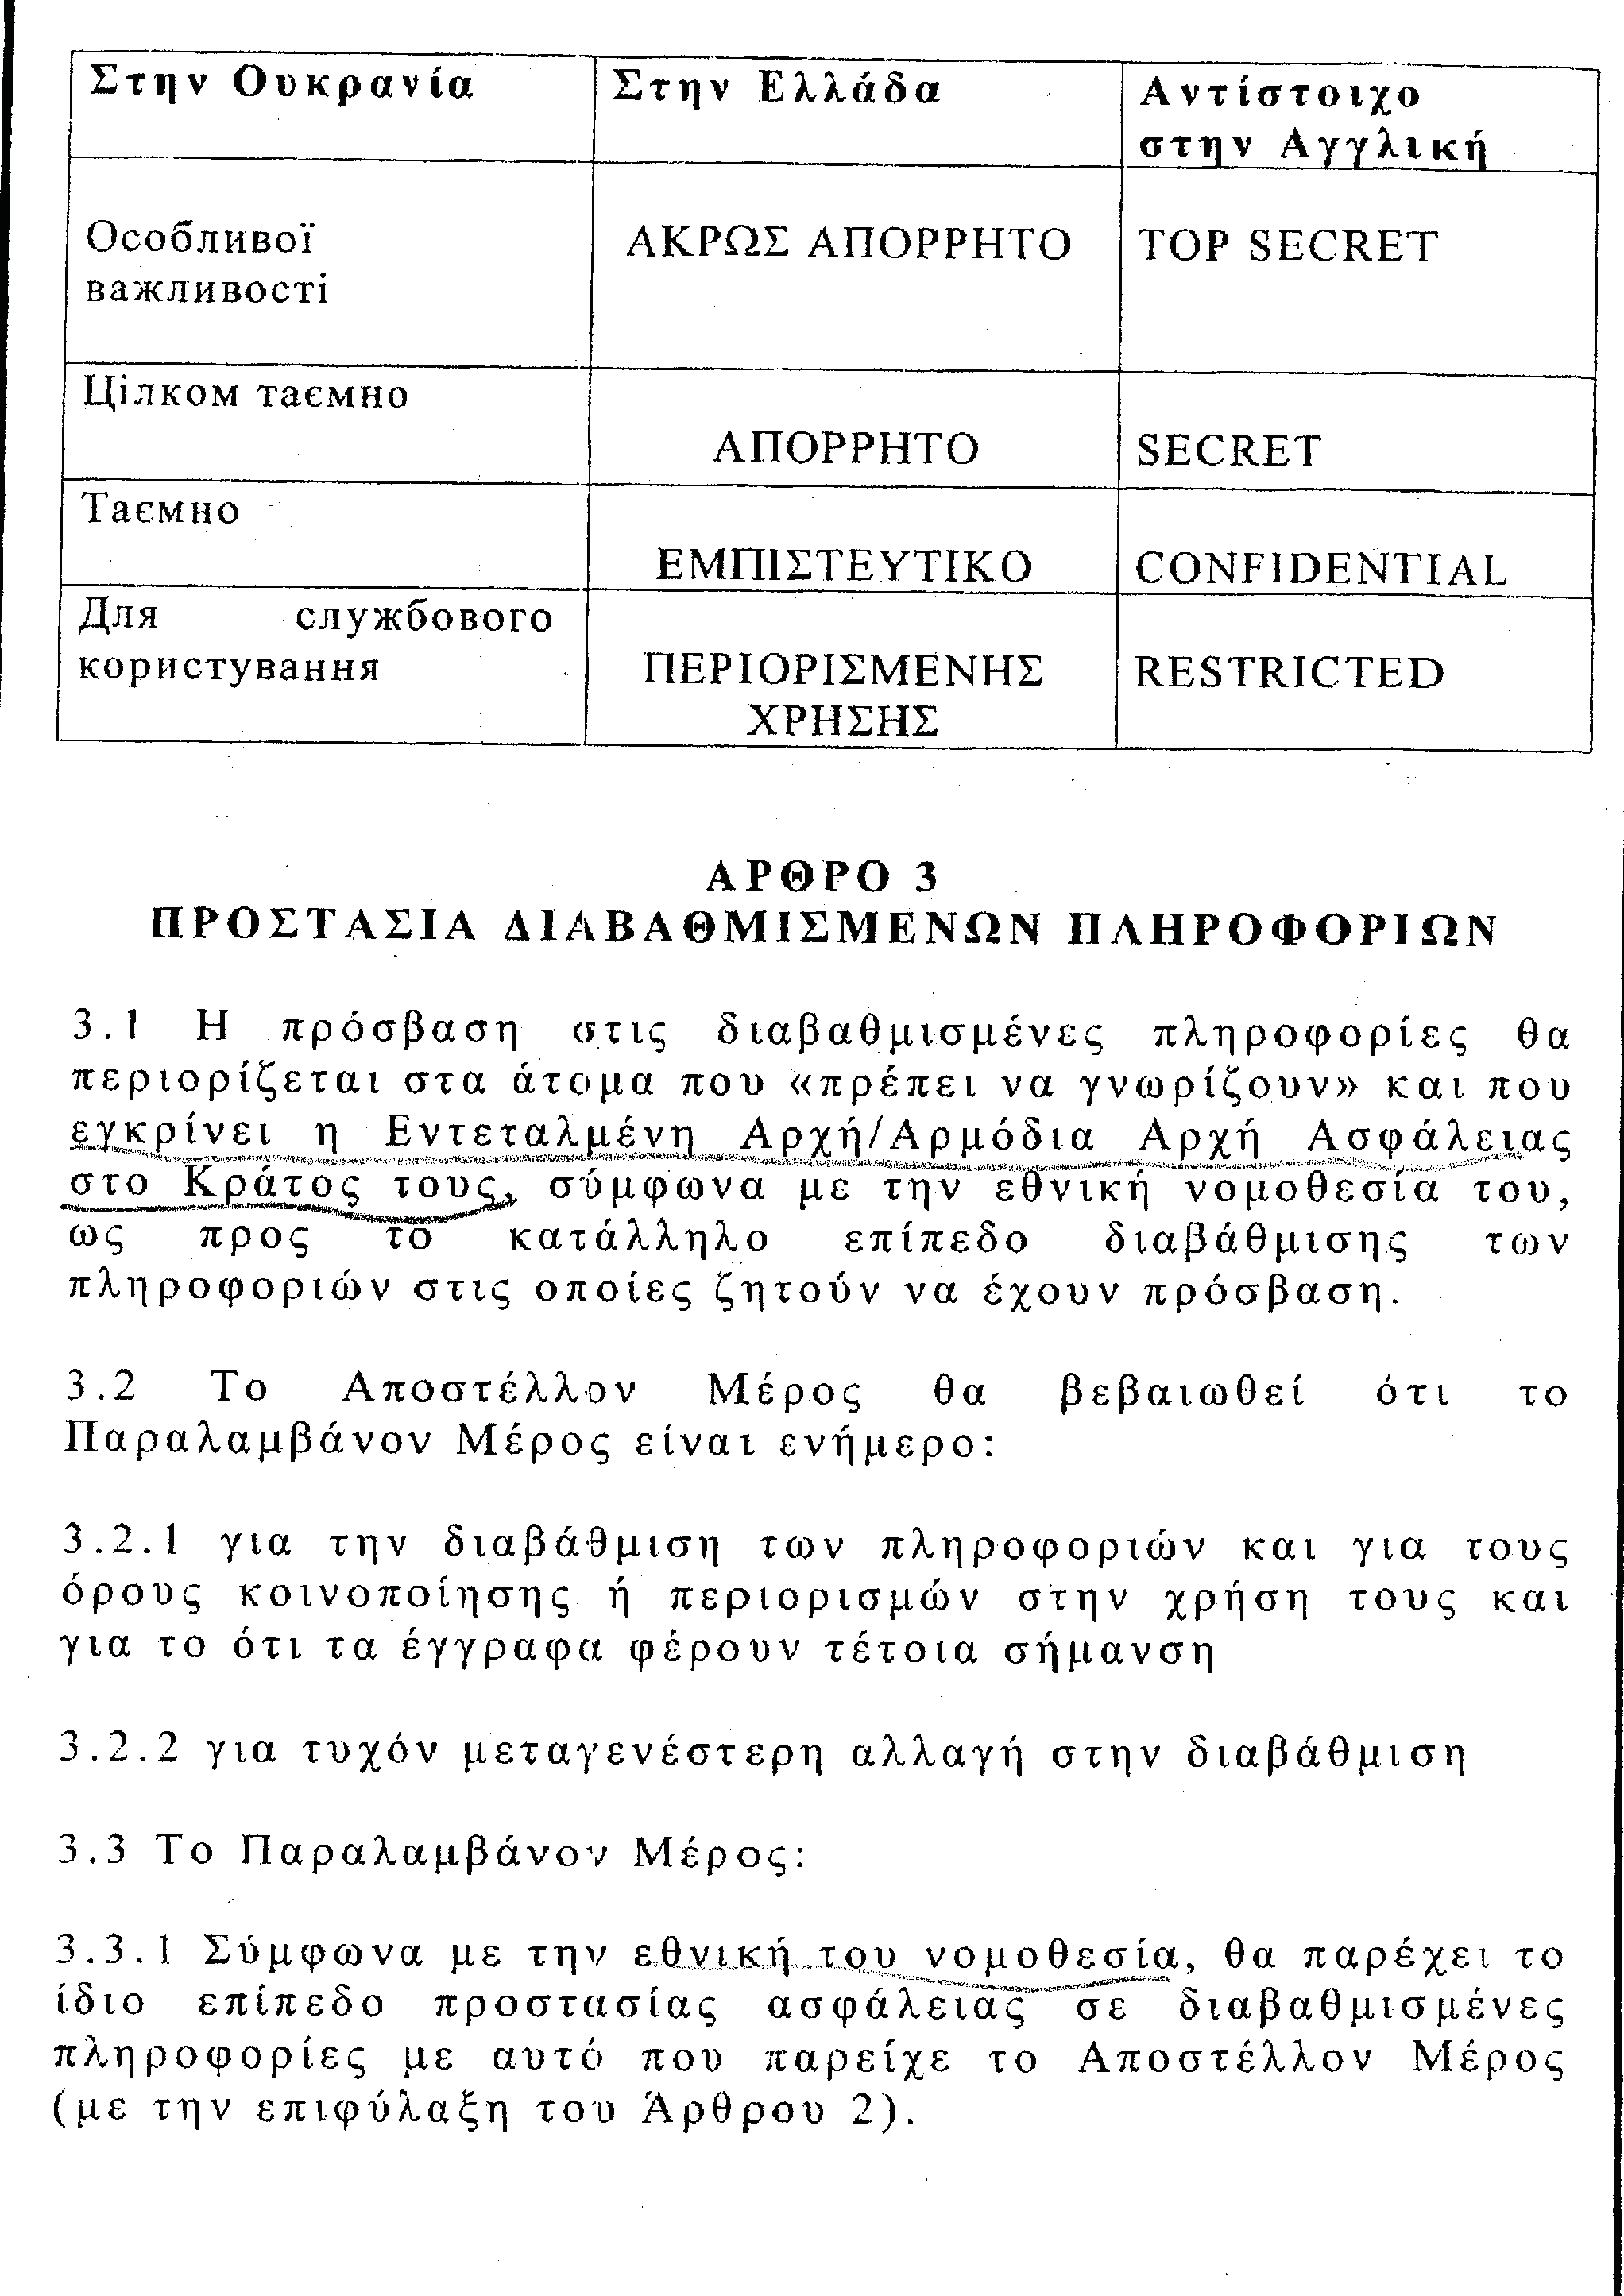 Στην Ουκρανία
Στην Ελλάδα
Αντίστοιχο
στην Αγγλική
Особливої
важливості
ΑΚΡΩΣ ΑΠΟΡΡΗΤΟ
TOP SECRET
Цілком таємно
ΑΠΟΡΡΗΤΟ
SECRET
Таємно
ΕΜΠΙΣΤΕΥΤΙΚΟ
CONFIDENTIAL
Для службового
користування
ΠΕΡΙΟΡΙΣΜΕΝΗΣ
ΧΡΗΣΗΣ
RESTRICTED
ΑΡΘΡΟ 3
ΠΡΟΣΤΑΣΙΑ ΔΙΑΒΑΘΜΙΣΜΕΝΩΝ ΠΛΗΡΟΦΟΡΙΩΝ
3.1 Η πρόσβαση στις διαβαθμισμένες πληροφορίες θα
περιορίζεται στα άτομα που «πρέπει να γνωρίζουν» και που
εγκρίνει η Εντεταλμένη Αρχή/Αρμόδια Αρχή Ασφάλειας
στο Κράτος τους, σύμφωνα με την εθνική νομοθεσία του,
ως προς το κατάλληλο επίπεδο διαβάθμισης των
πληροφοριών στις οποίες ζητούν να έχουν πρόσβαση.
3.2 Το Αποστέλλον Μέρος θα βεβαιωθεί ότι το
Παραλαμβάνον Μέρος είναι ενήμερο:
3.2.1 για την διαβάθμιση των πληροφοριών και για τους
όρους κοινοποίησης ή περιορισμών στην χρήση τους και
για το ότι τα έγγραφα φέρουν τέτοια σήμανση
3.2.2 για τυχόν μεταγενέστερη αλλαγή στην διαβάθμιση
3.3 Το Παραλαμβάνον Μέρος:
3.3.1 Σύμφωνα με την εθνική του νομοθεσία, θα παρέχει το
ίδιο επίπεδο προστασίας ασφάλειας σε διαβαθμισμένες
πληροφορίες με αυτό που παρείχε το Αποστέλλον Μέρος
(με την επιφύλαξη του Άρθρου 2).